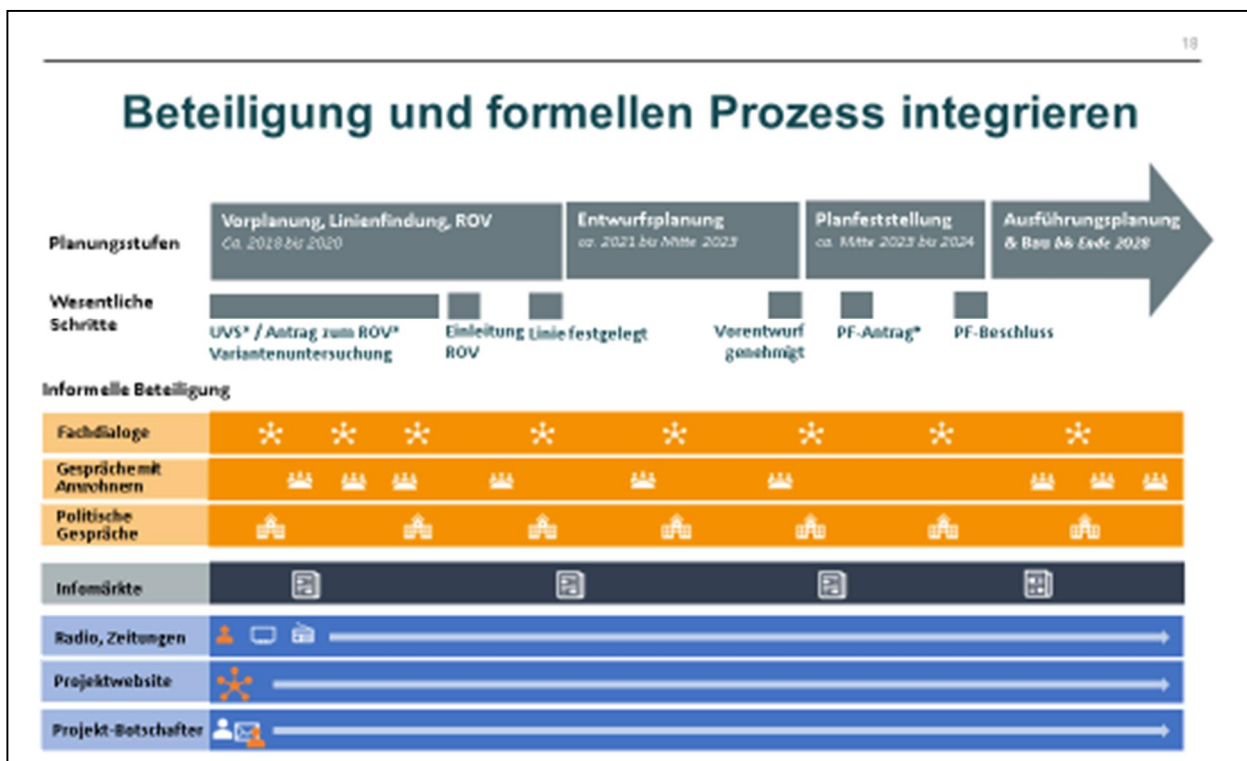 18
Beteiligung und formellen Prozess integrieren
Planungsstufen
Vorplanung, Linienfindung, ROV
Ca. 2018 bis 2020
Entwurfsplanung
ca. 2021 bis Mitte 2023
Planfeststellung
ca. Mitte 2023 bis 2024
Ausführungsplanung
& Bau bis Ende 2028
Wesentliche
Schritte
UVS* / Antrag zum ROV*
Variantenuntersuchung
Einleitung
ROV
Linie festgelegt
Vorentwurf
genehmigt
PF-Antrag*
PF-Beschluss
Informelle Beteiligung
Fachdialoge
Gespräche mit
Anwohnern
Politische
Gespräche
Infomärkte
Radio, Zeitungen
Projektwebsite
Projekt-Botschafter